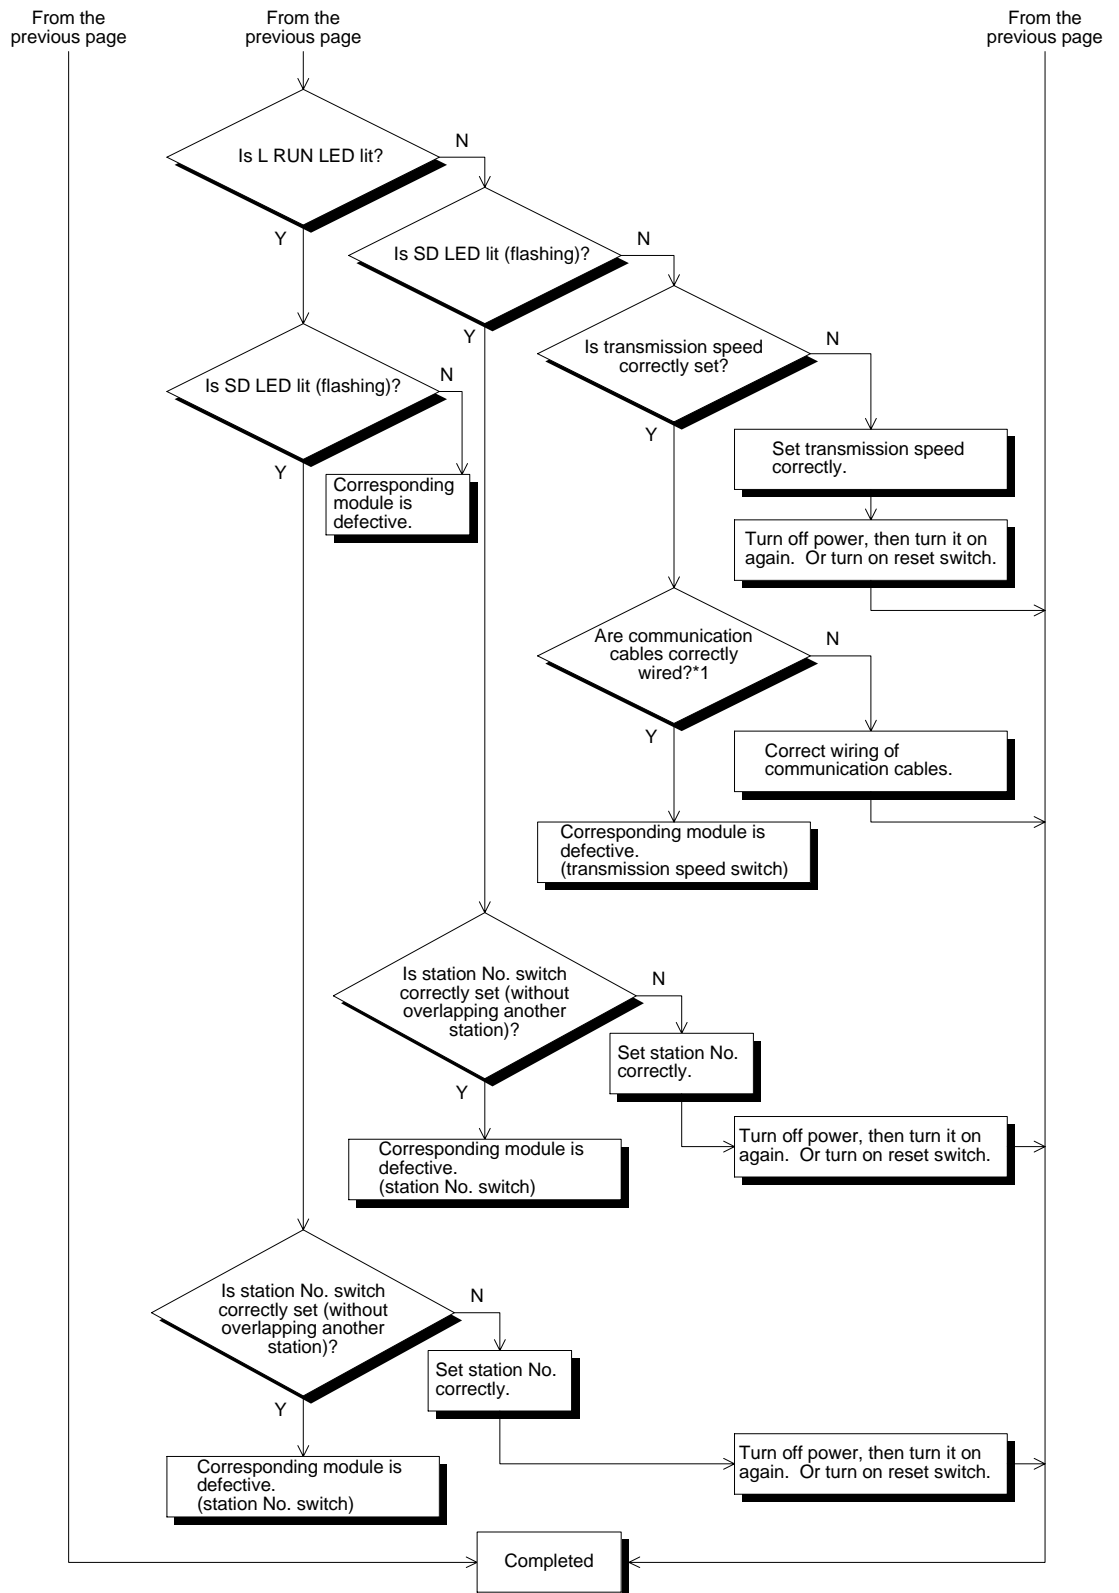 From the
previous page
From the
previous page
From the
previous page
Is L RUN LED lit?
N
Y
Is SD LED lit (flashing)?
N
Y
Is transmission speed
correctly set?
N
Y
Is SD LED lit (flashing)?
N
Y
Set transmission speed
correctly.
Corresponding
module is
defective.
Turn off power, then turn it on
again.  Or turn on reset switch.
Are communication
cables correctly
wired?*1
N
Y
Correct wiring of
communication cables.
Corresponding module is
defective.
(transmission speed switch)
Is station No. switch
correctly set (without
overlapping another
station)?
N
Y
Set station No.
correctly.
Turn off power, then turn it on
again.  Or turn on reset switch.
Corresponding module is
defective.
(station No. switch)
Is station No. switch
correctly set (without
overlapping another
station)?
N
Y
Set station No.
correctly.
Turn off power, then turn it on
again.  Or turn on reset switch.
Corresponding module is
defective.
(station No. switch)
Completed